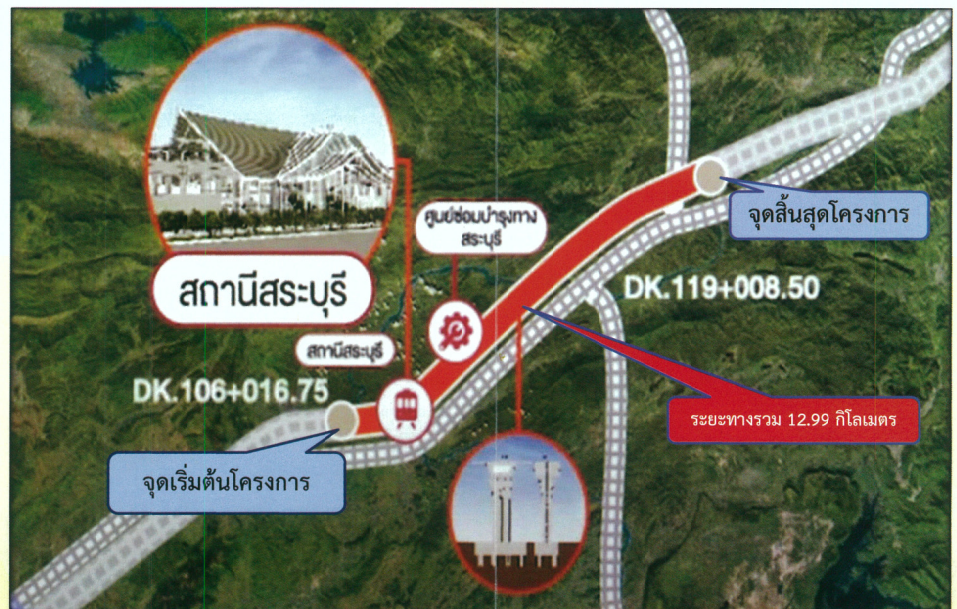 ศูนย์ซ่อมบำรุงทาง
สระบุรี
จุดสิ้นสุดโครงการ
สถานีสระบุรี
DK.119+008.50
สถานีสระบุรี
DK.106+016.75
ระยะทางรวม 12.99 กิโลเมตร
จุดเริ่มต้นโครงการ